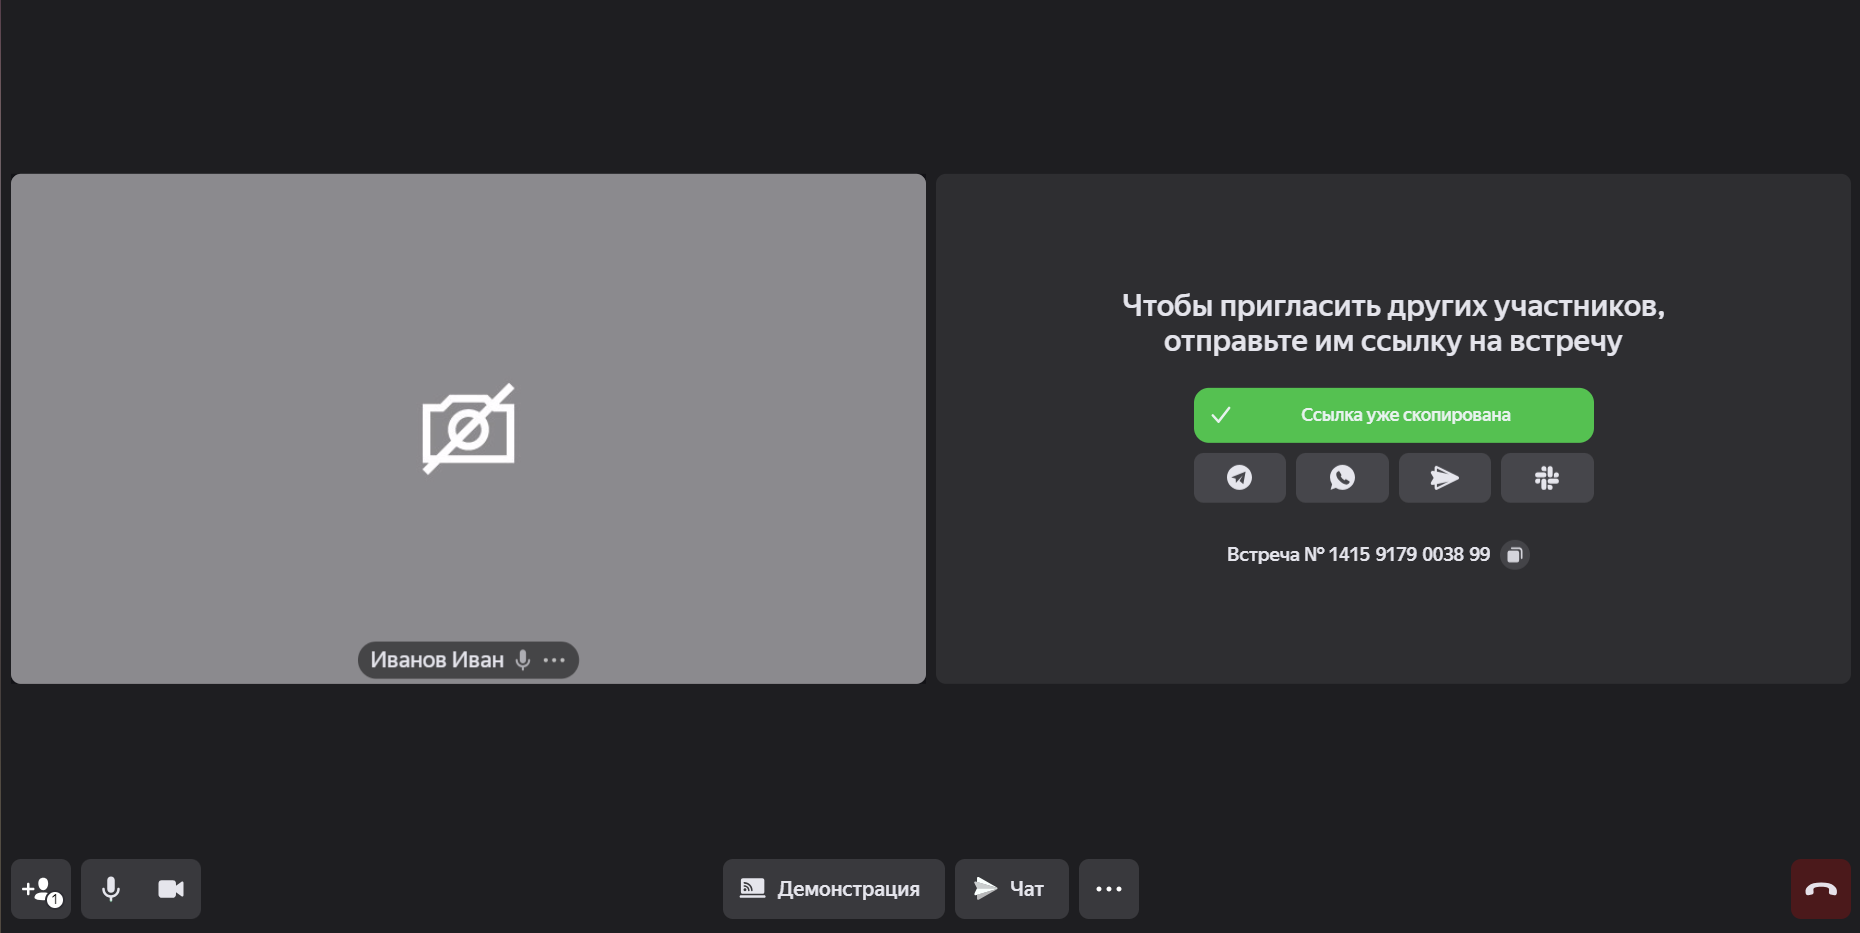 Чтобы пригласить других участников,
отправьте им ссылку на встречу
Ссылка уже скопирована
Встреча № 1415 9179 0038 99
Иванов Иван
1
Демонстрация
Чат